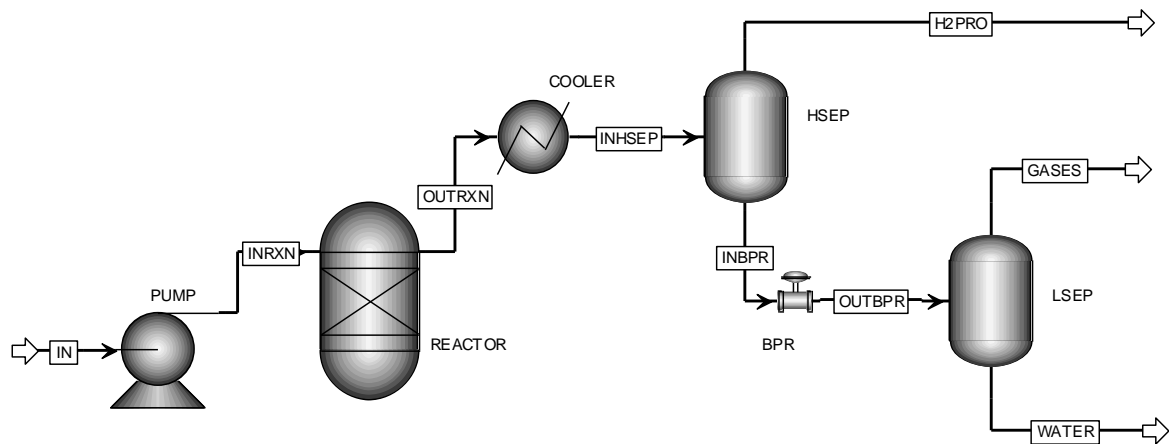 H2PRO
COOLER
HSEP
INHSEP
GASES
OUTRXN
INRXN
INBPR
PUMP
OUTBPR
LSEP
REACTOR
BPR
IN
WATER